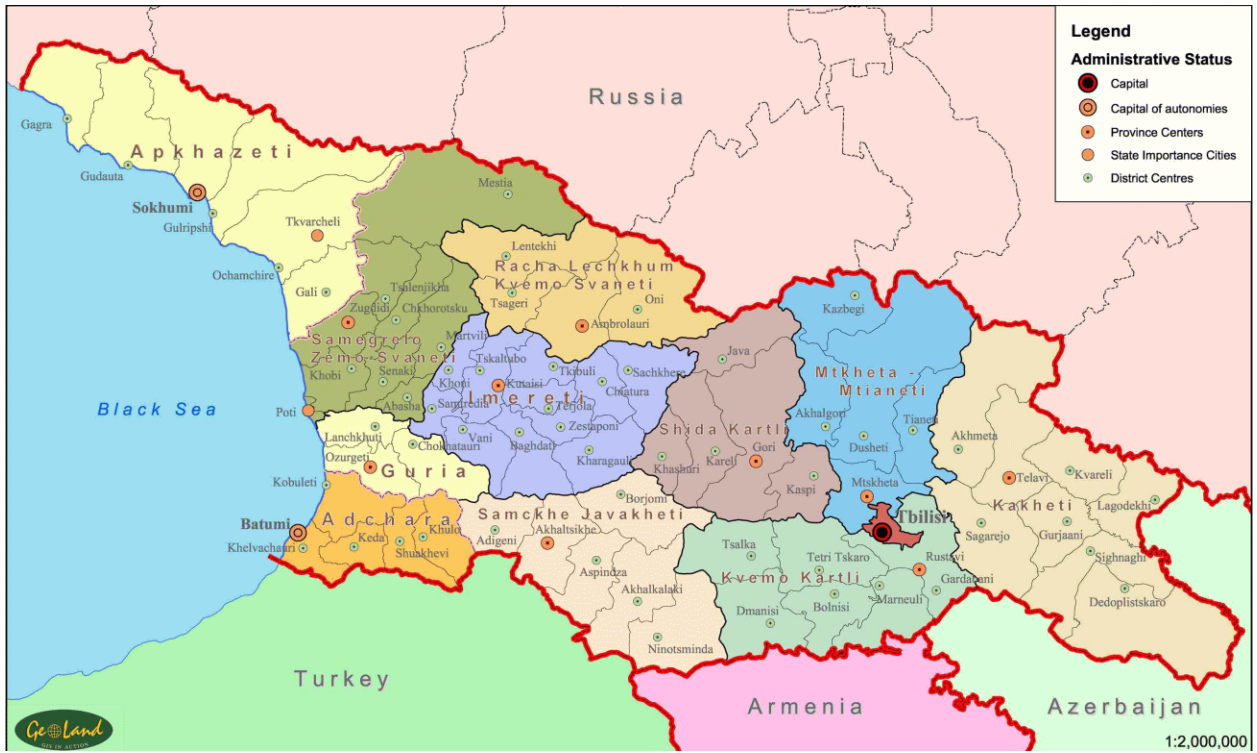 Legend
Administrative Status
Capital
Capital of autonomies
Province Centers
State Importance Cities
District Centres
Russia
Gagra
Apkhazeti
Gudauta
Sokhumi
Gulripshi
Tkvarcheli
Ochamchire
Gali
Mestia
Lentekhi
Racha Lechkhum
Kvemo Svaneti
Tsageri
Oni
Ambrolauri
Tsalenjikha
Zugdidi
Chkhorotsku
Samegrelo
Zemo-Svaneti
Martvili
Khobi
Senaki
Abasha
Poti
Tskaltubo
Khoni
Kutaisi
Tkibuli
Sachkhere
Chiatura
Imereti
Samtredia
Terjola
Vani
Baghdati
Zestaponi
Kharagauli
Java
Shida Kartli
Khashuri
Kareli
Gori
Kaspi
Kazbegi
Mtkheta -
Mtianeti
Akhalgori
Dusheti
Tianeti
Mtskheta
Tbilisi
Akhmeta
Telavi
Kvareli
Lagodekhi
Kakheti
Sagarejo
Gurjaani
Sighnaghi
Dedoplistskaro
Black Sea
Lanchkhuti
Chokhatauri
Ozurgeti
Guria
Kobuleti
Batumi
Adchara
Khelvachauri
Keda
Shuakhevi
Khulo
Borjomi
Samckhe Javakheti
Adigeni
Akhaltsikhe
Aspindza
Akhalkalaki
Ninotsminda
Tsalka
Tetri Tskaro
Rustavi
Gardabani
Kvemo Kartli
Marneuli
Bolnisi
Dmanisi
Turkey
Armenia
Azerbaijan
GeoLand
GIS IN ACTION
1:2,000,000